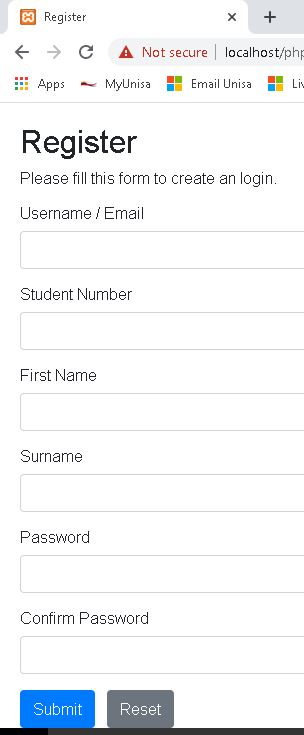 Register
Not secure | localhost/php
Apps MyUnisa Email Unisa Liv
Register
Please fill this form to create an login.
Username / Email
Student Number
First Name
Surname
Password
Confirm Password
Submit Reset